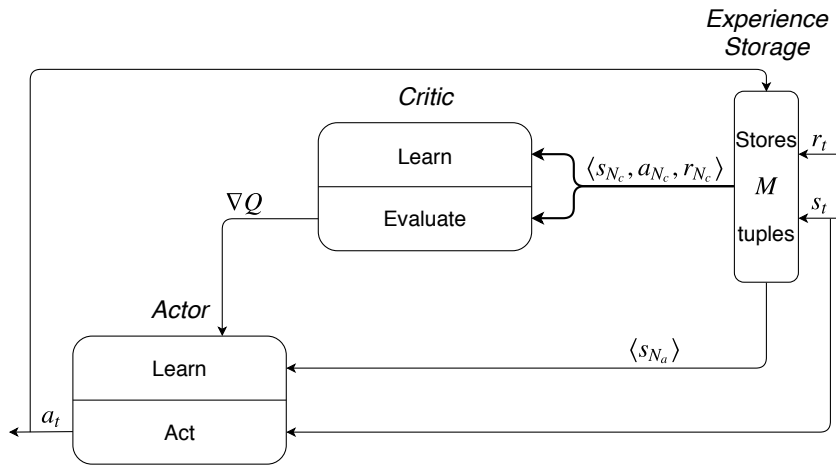 Experience
Storage
Critic
Learn
Evaluate
⟨s_{N_c}, a_{N_c}, r_{N_c}⟩
Stores
M
tuples
r_t
s_t
∇Q
Actor
Learn
Act
⟨s_{N_a}⟩
a_t